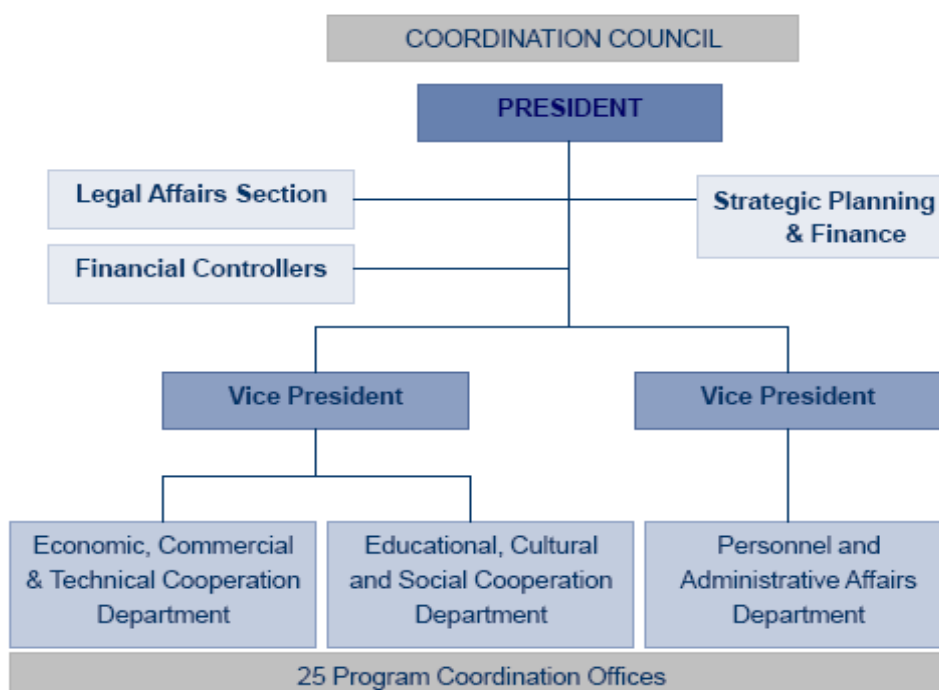 COORDINATION COUNCIL
PRESIDENT
Legal Affairs Section
Strategic Planning
& Finance
Financial Controllers
Vice President
Vice President
Economic, Commercial
& Technical Cooperation
Department
Educational, Cultural
and Social Cooperation
Department
Personnel and
Administrative Affairs
Department
25 Program Coordination Offices